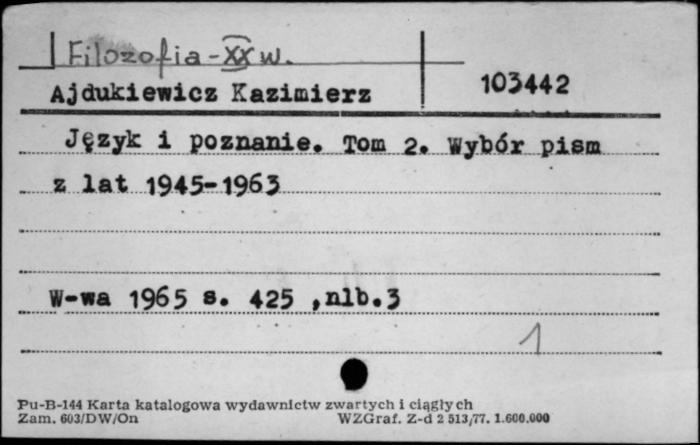 Filozofia - XX w.
Ajdukiewicz Kazimierz 103442
Język i poznanie. Tom 2. Wybór pism
z lat 1945-1963
W-wa 1965 s. 425 ,nlb.3
1
Pu-B-144 Karta katalogowa wydawnictw zwartych i ciągłych
Zam. 603/DW/On WZGraf. Z-d 2 513/77. 1.600.000